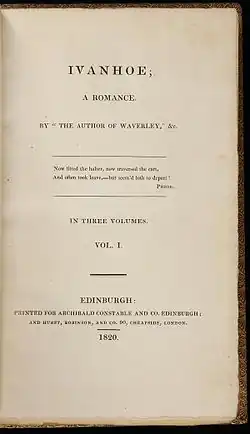 IVANHOE;
A ROMANCE.
BY "THE AUTHOR OF WAVERLEY," &c.
Now fitted the halter, now traversed the cart,
And often took leave,—but seem'd loth to depart!
PRIOR.
IN THREE VOLUMES.
VOL. I.
EDINBURGH:
PRINTED FOR ARCHIBALD CONSTABLE AND CO. EDINBURGH:
AND HURST, ROBINSON, AND CO. 90, CHEAPSIDE, LONDON.
1820.